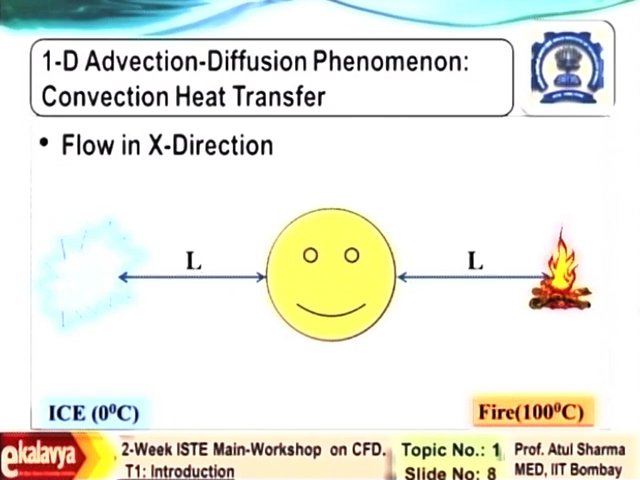 1-D Advection-Diffusion Phenomenon:
Convection Heat Transfer
• Flow in X-Direction
L
L
ICE (0⁰C)
Fire(100⁰C)
ekalavya
2-Week ISTE Main-Workshop on CFD.
T1: Introduction
Topic No.: 1
Slide No: 8
Prof. Atul Sharma
MED, IIT Bombay